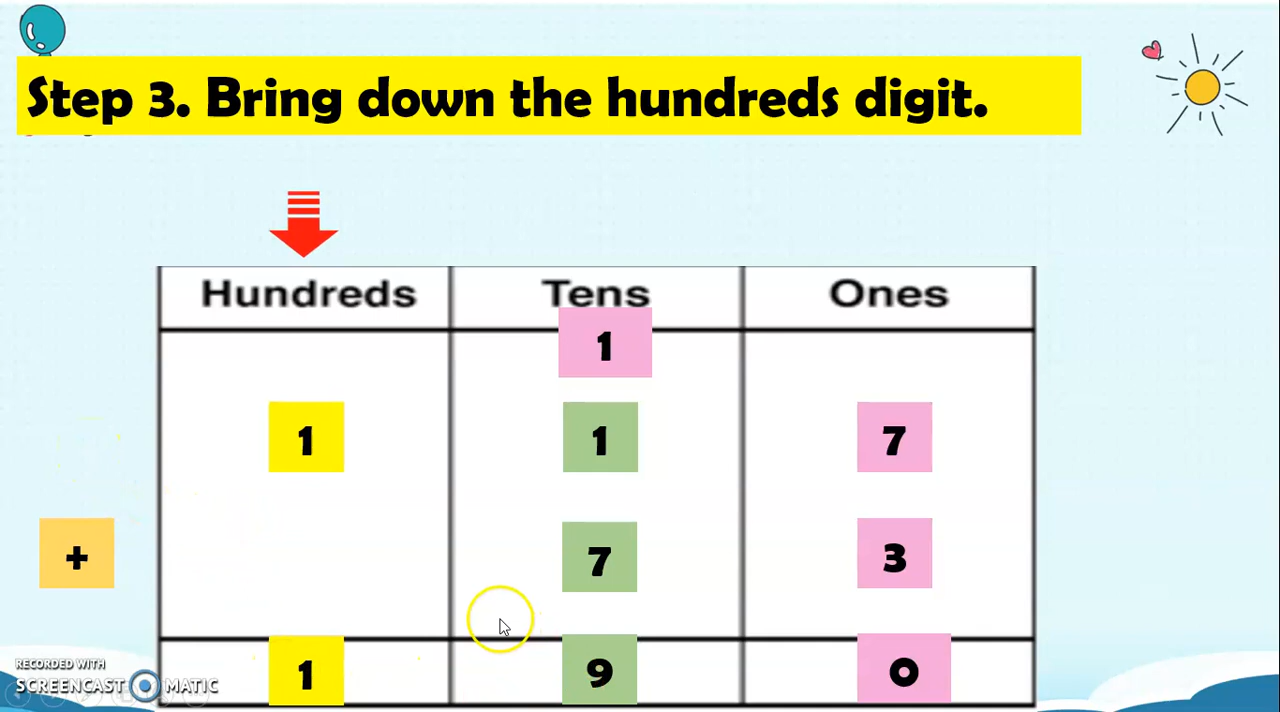 Step 3. Bring down the hundreds digit.
Hundreds Tens Ones
1
1 1 7
+ 7 3
1 9 0
RECORDED WITH
SCREENCAST MATIC